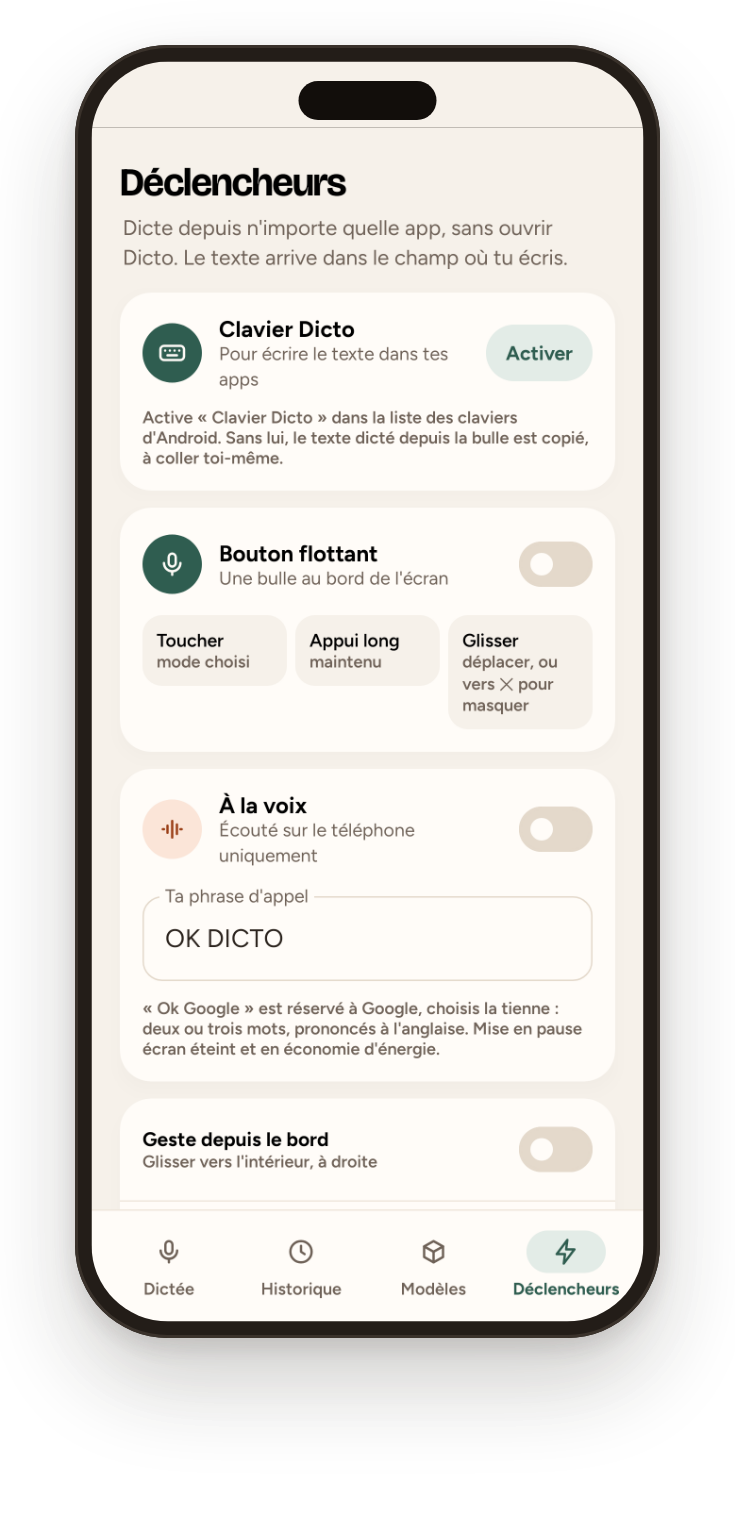 Déclencheurs
Dicte depuis n'importe quelle app, sans ouvrir
Dicto. Le texte arrive dans le champ où tu écris.
Clavier Dicto
Pour écrire le texte dans tes
apps
Activer
Active « Clavier Dicto » dans la liste des claviers
d'Android. Sans lui, le texte dicté depuis la bulle est copié,
à coller toi-même.
Bouton flottant
Une bulle au bord de l'écran
Toucher
mode choisi
Appui long
maintenu
Glisser
déplacer, ou
vers ✕ pour
masquer
À la voix
Écouté sur le téléphone
uniquement
Ta phrase d'appel
OK DICTO
« Ok Google » est réservé à Google, choisis la tienne :
deux ou trois mots, prononcés à l'anglaise. Mise en pause
écran éteint et en économie d'énergie.
Geste depuis le bord
Glisser vers l'intérieur, à droite
Dictée
Historique
Modèles
Déclencheurs